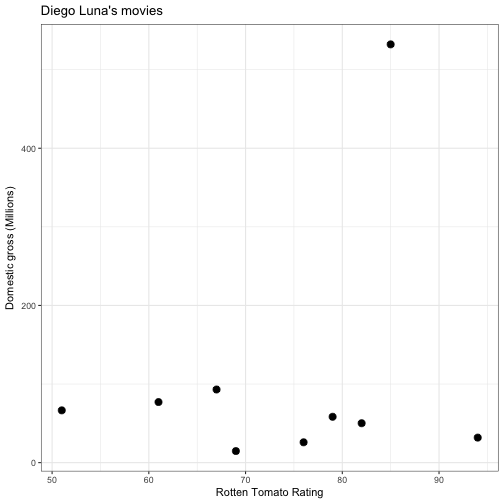 Diego Luna's movies
Domestic gross (Millions)
400
200
0
50 60 70 80 90
Rotten Tomato Rating